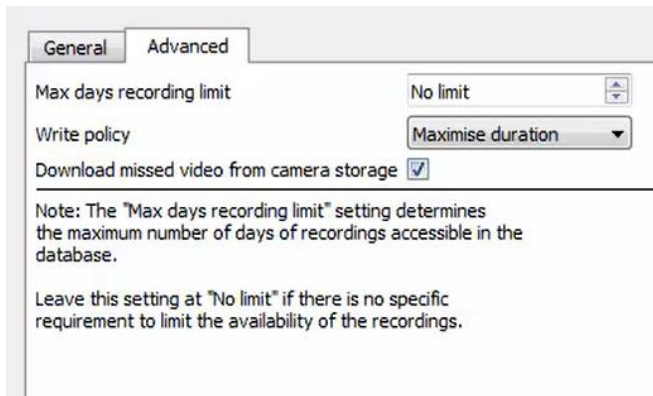 General Advanced
Max days recording limit No limit
Write policy Maximise duration
Download missed video from camera storage
Note: The "Max days recording limit" setting determines
the maximum number of days of recordings accessible in the
database.
Leave this setting at "No limit" if there is no specific
requirement to limit the availability of the recordings.